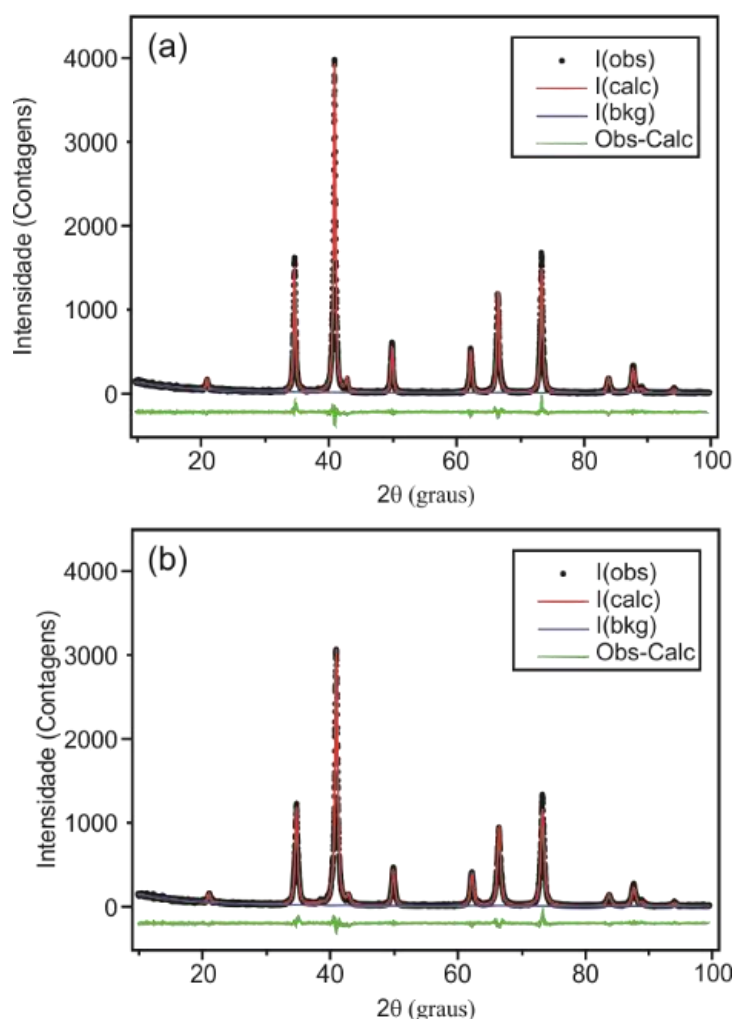 (a)
I(obs)
I(calc)
I(bkg)
Obs-Calc
Intensidade (Contagens)
4000
3000
2000
1000
0
20 40 60 80 100
2θ (graus)
(b)
I(obs)
I(calc)
I(bkg)
Obs-Calc
Intensidade (Contagens)
4000
3000
2000
1000
0
20 40 60 80 100
2θ (graus)